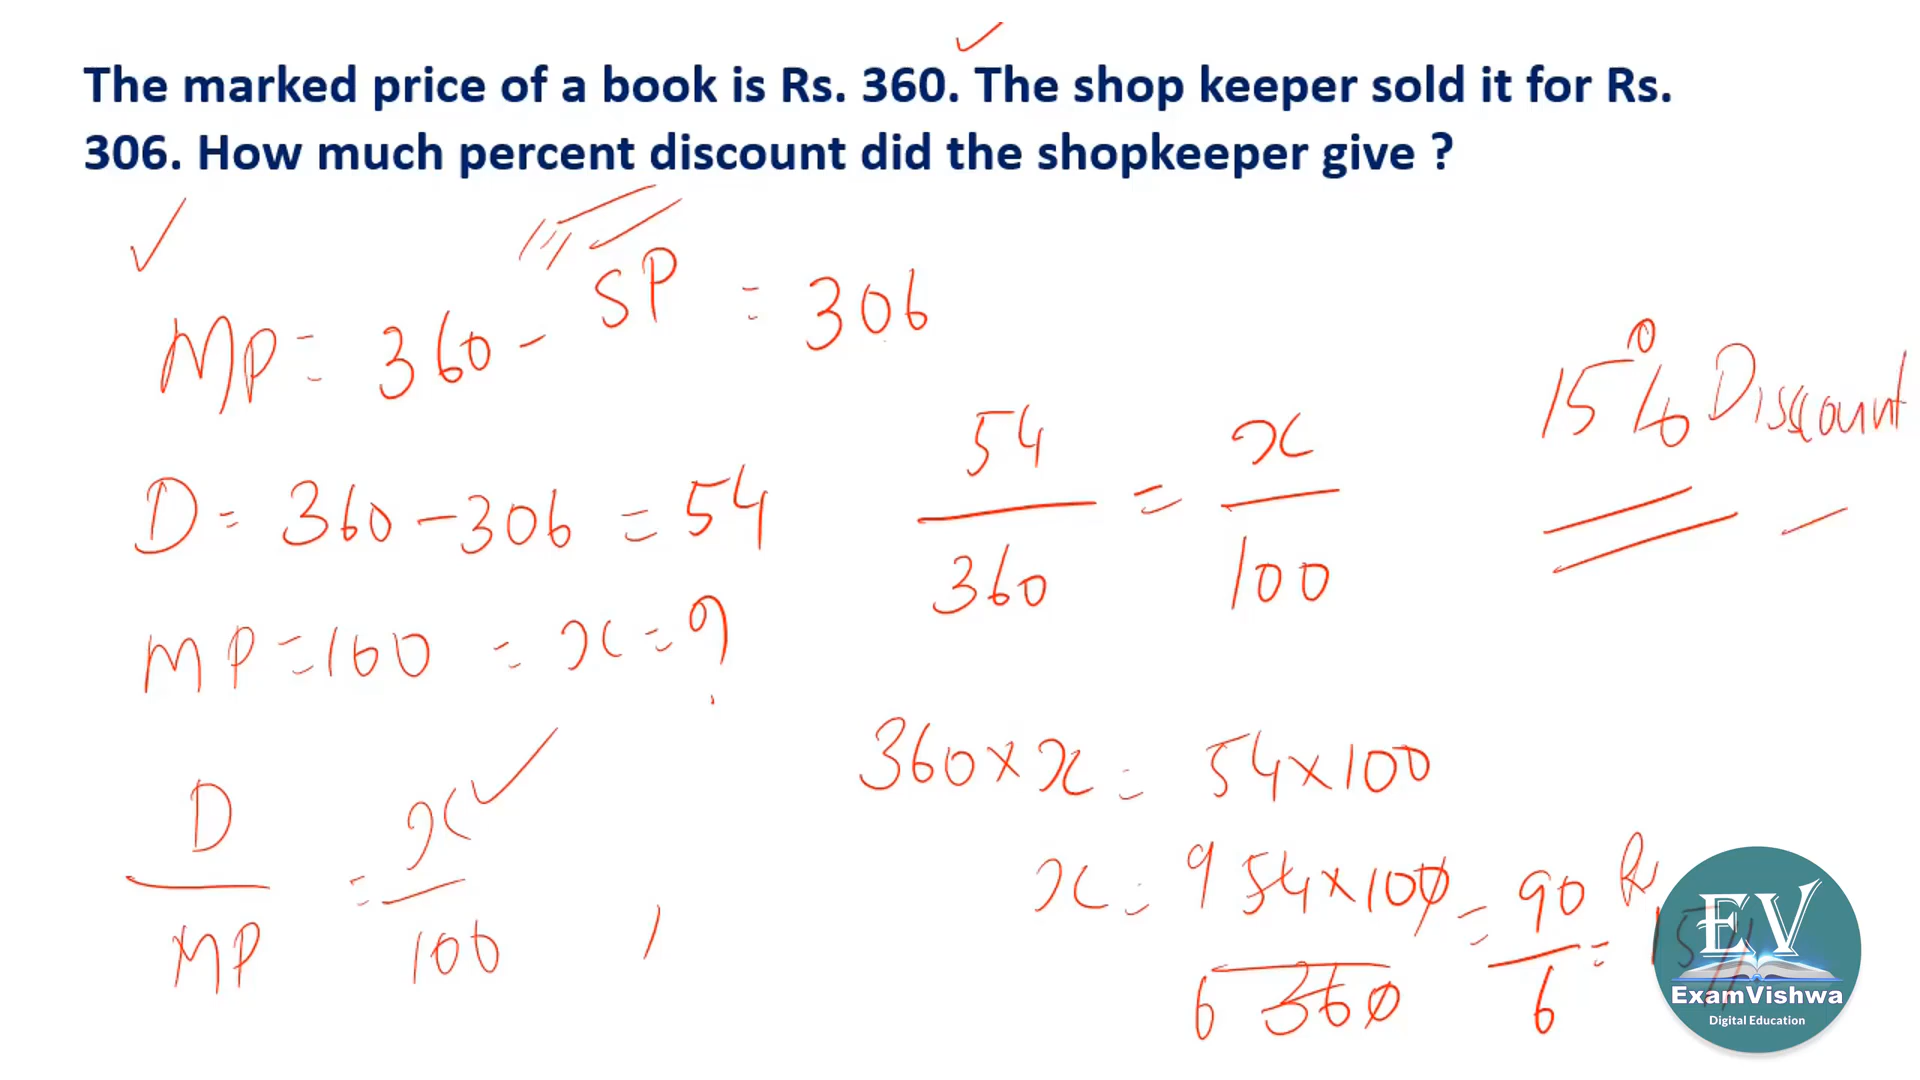 The marked price of a book is Rs. 360. The shop keeper sold it for Rs.
306. How much percent discount did the shopkeeper give ?
MP = 360 - SP = 306
D = 360 - 306 = 54
MP = 100 = x = ?
D/MP = x/100 ,
54/360 = x/100
360 × x = 54 × 100
x = 9 54 × 100 / 6 360 = 90/6 = 15
15% Discount
EV
ExamVishwa
Digital Education